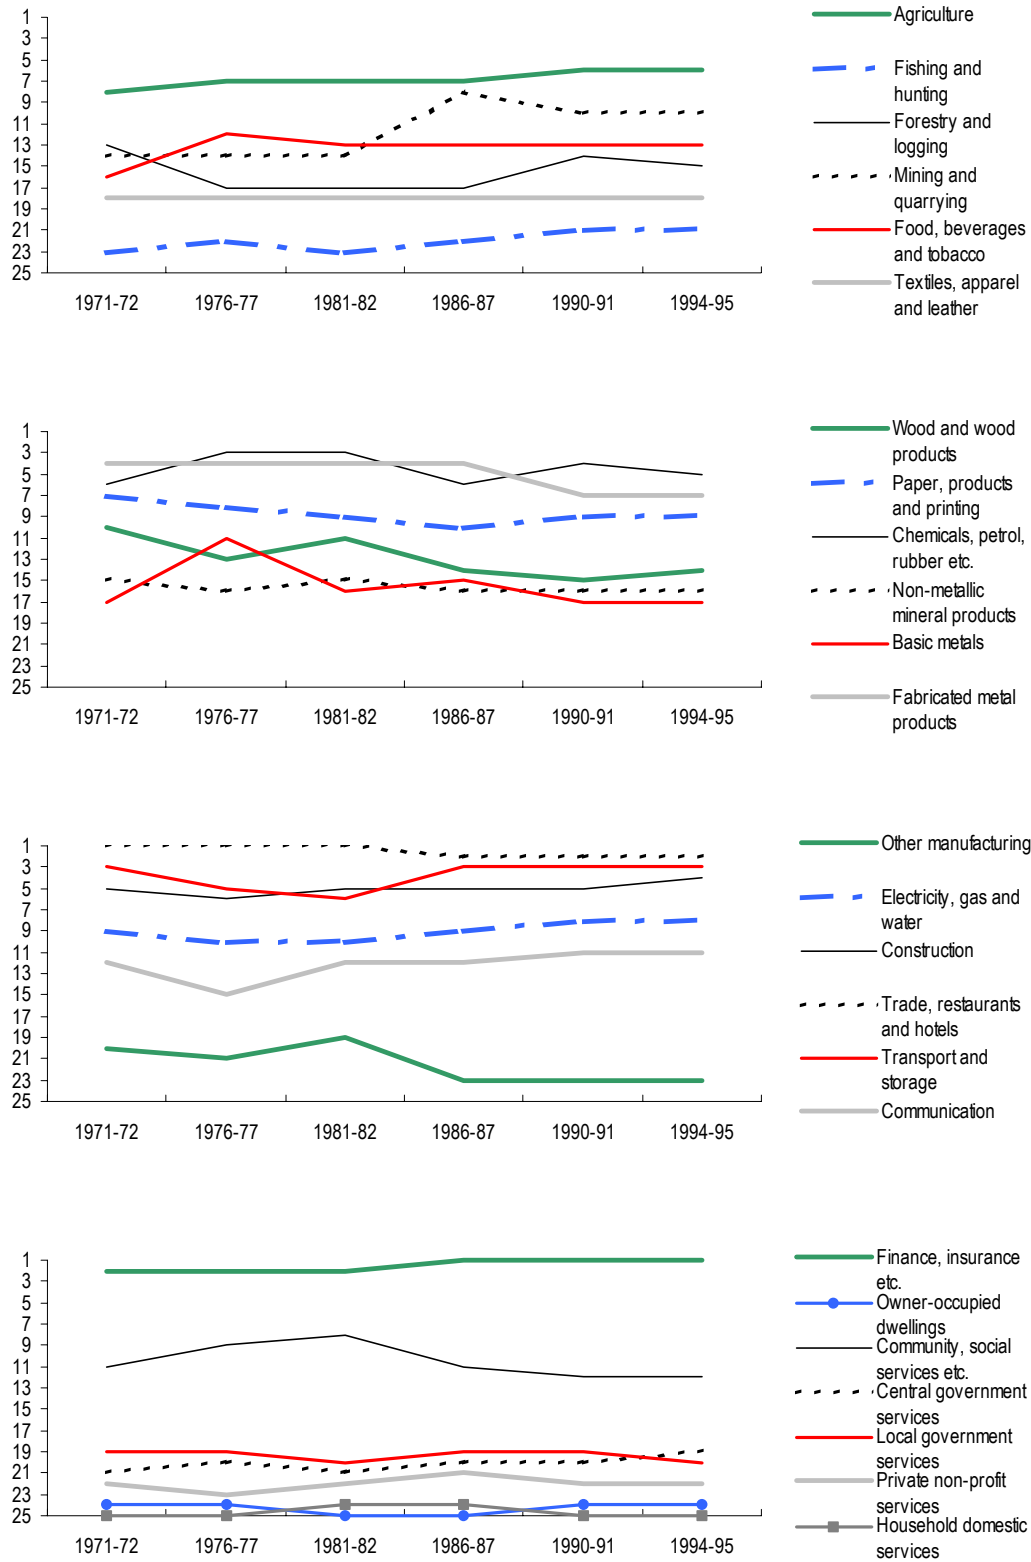 1
3
5
7
9
11
13
15
17
19
21
23
25
1971-72 1976-77 1981-82 1986-87 1990-91 1994-95
Agriculture
Fishing and
hunting
Forestry and
logging
Mining and
quarrying
Food, beverages
and tobacco
Textiles, apparel
and leather
1
3
5
7
9
11
13
15
17
19
21
23
25
1971-72 1976-77 1981-82 1986-87 1990-91 1994-95
Wood and wood
products
Paper, products
and printing
Chemicals, petrol,
rubber etc.
Non-metallic
mineral products
Basic metals
Fabricated metal
products
1
3
5
7
9
11
13
15
17
19
21
23
25
1971-72 1976-77 1981-82 1986-87 1990-91 1994-95
Other manufacturing
Electricity, gas and
water
Construction
Trade, restaurants
and hotels
Transport and
storage
Communication
1
3
5
7
9
11
13
15
17
19
21
23
25
1971-72 1976-77 1981-82 1986-87 1990-91 1994-95
Finance, insurance
etc.
Owner-occupied
dwellings
Community, social
services etc.
Central government
services
Local government
services
Private non-profit
services
Household domestic
services